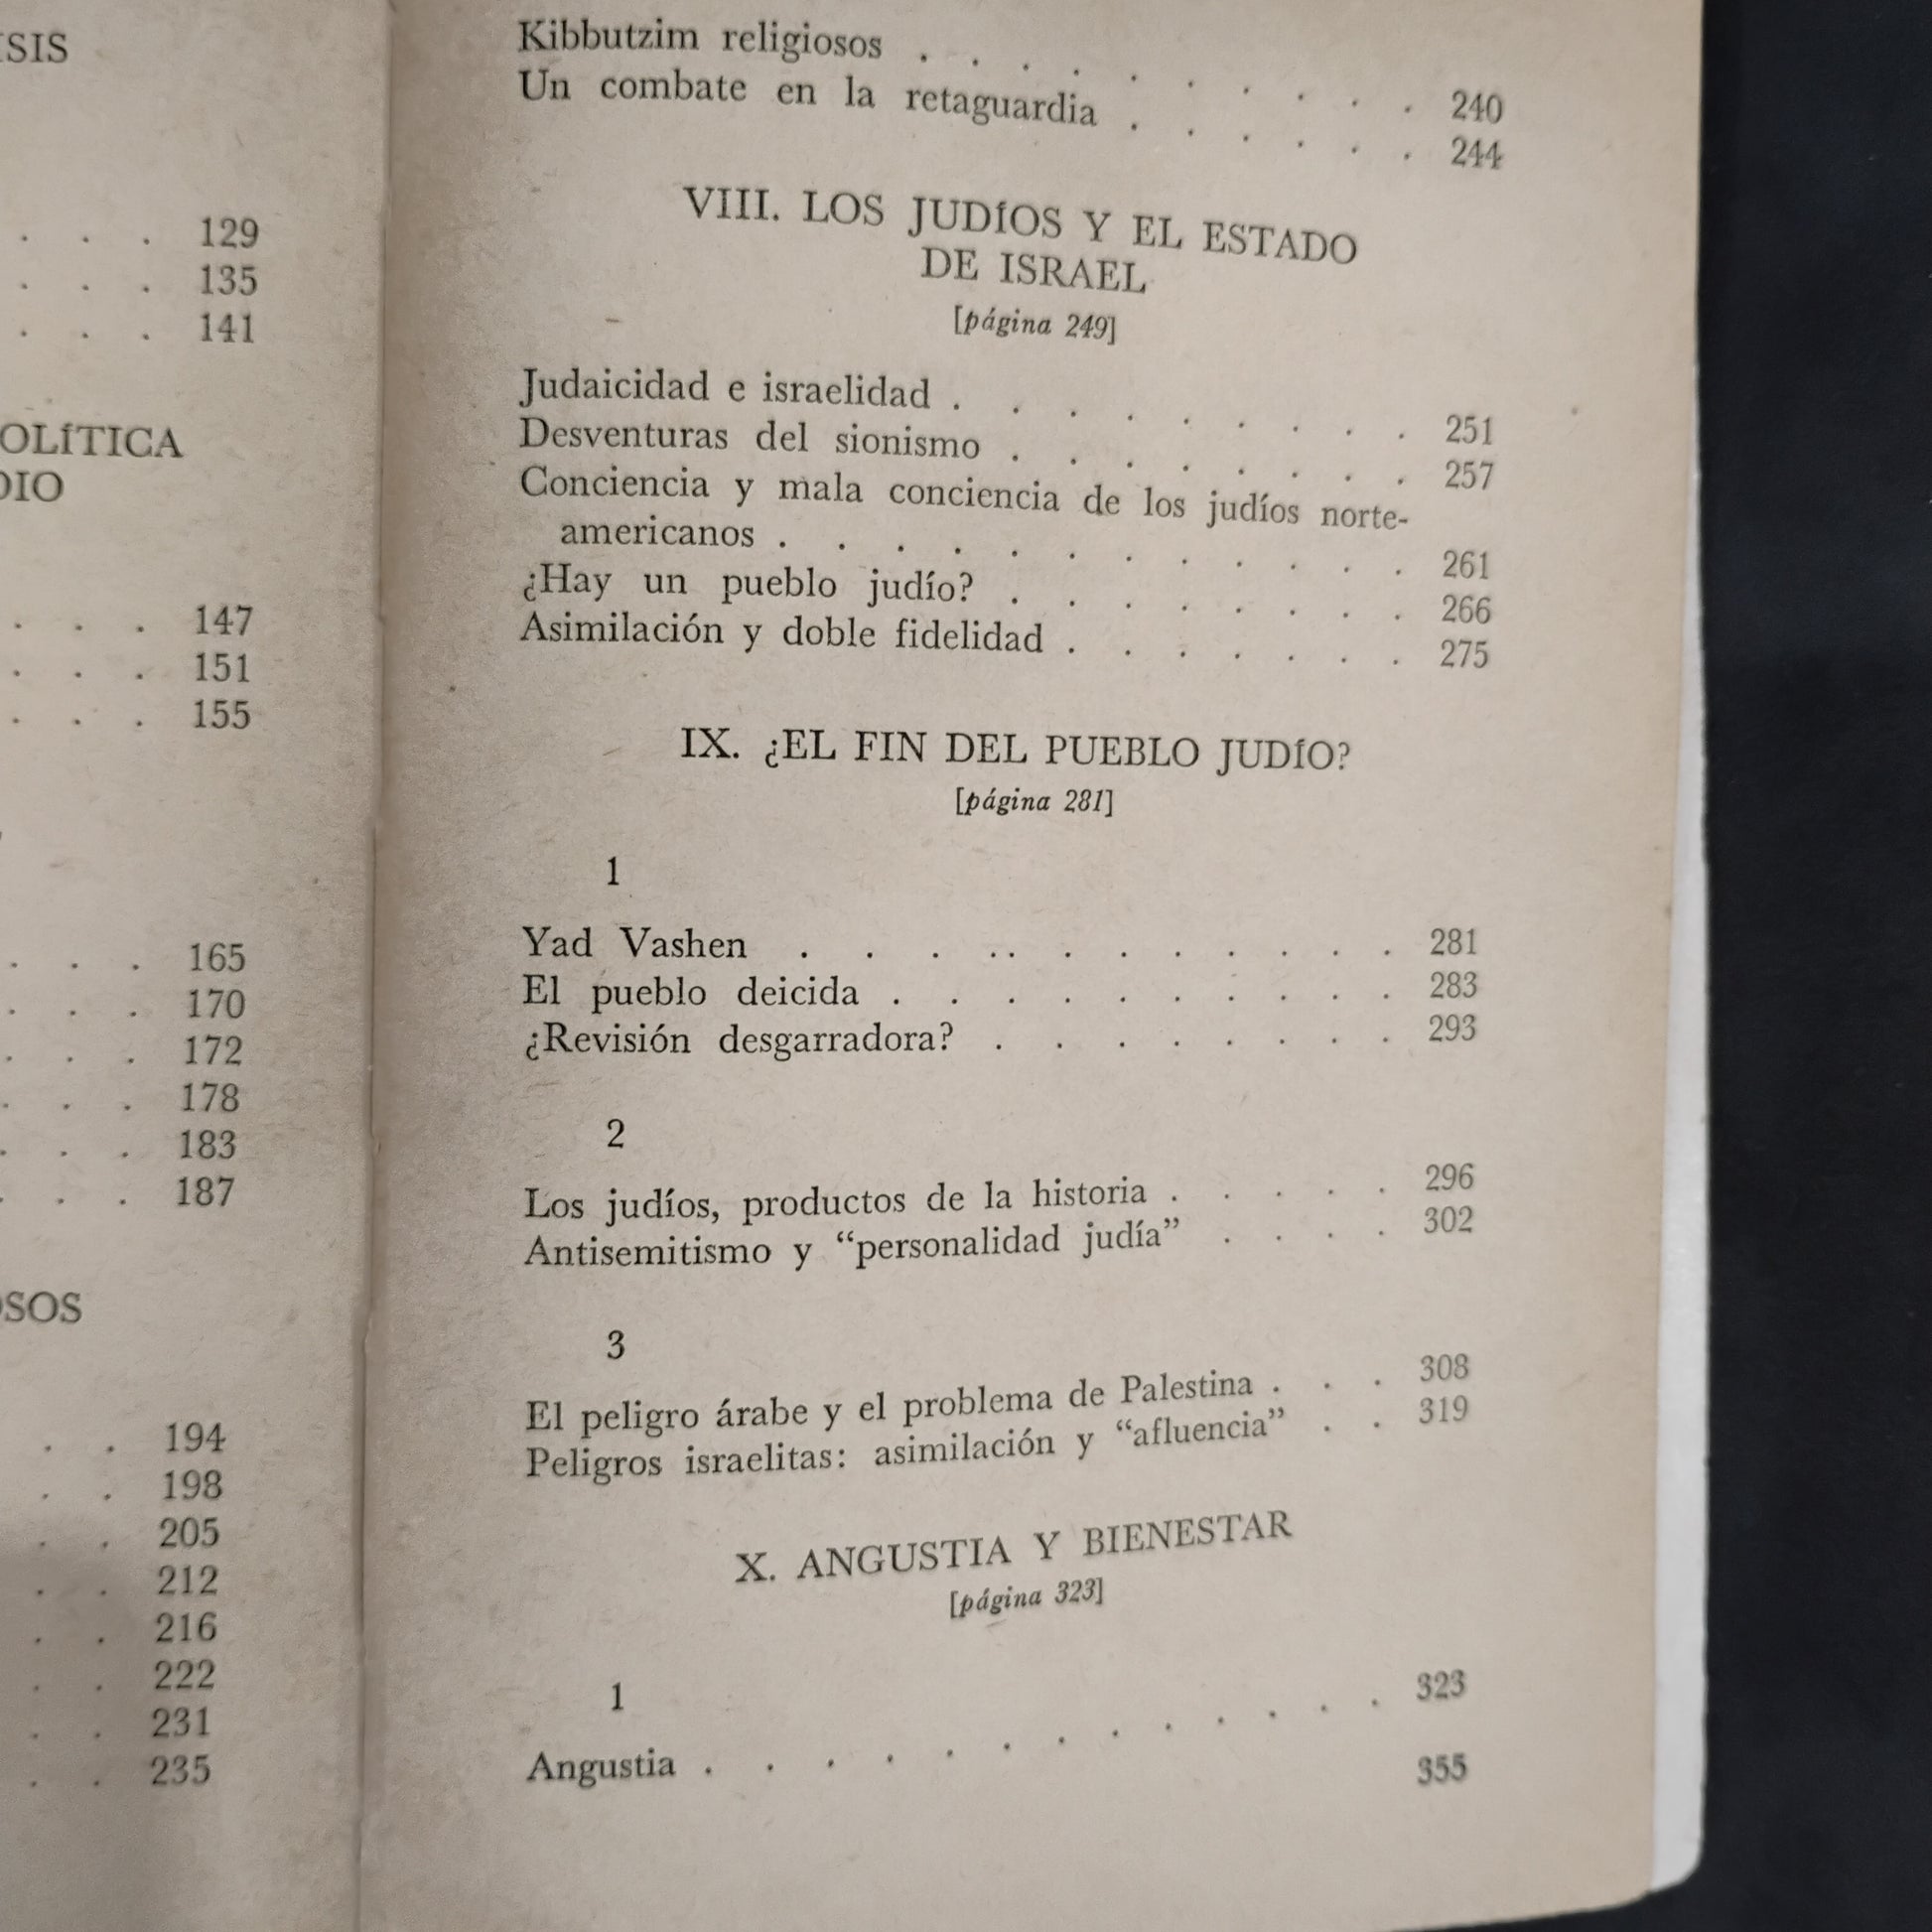 ISIS
129
135
141
OLÍTICA
DIO
147
151
155
165
170
172
178
183
187
OSOS
194
198
205
212
216
222
231
235
Kibbutzim religiosos . . . . . . . . . . 240
Un combate en la retaguardia . . . . . . 244
VIII. LOS JUDÍOS Y EL ESTADO
DE ISRAEL
[página 249]
Judaicidad e israelidad . . . . . . . . . 251
Desventuras del sionismo . . . . . . . . 257
Conciencia y mala conciencia de los judíos norte-
americanos . . . . . . . . . . . . 261
¿Hay un pueblo judío? . . . . . . . . 266
Asimilación y doble fidelidad . . . . . . . 275
IX. ¿EL FIN DEL PUEBLO JUDÍO?
[página 281]
1
Yad Vashen . . . . . . . . . . . . 281
El pueblo deicida . . . . . . . . . . 283
¿Revisión desgarradora? . . . . . . . . 293
2
Los judíos, productos de la historia . . . . . 296
Antisemitismo y “personalidad judía” . . . . 302
3
El peligro árabe y el problema de Palestina . . . 308
Peligros israelitas: asimilación y “afluencia” . . 319
X. ANGUSTIA Y BIENESTAR
[página 323]
1
323
Angustia . . . . . . . . . . . . .
355